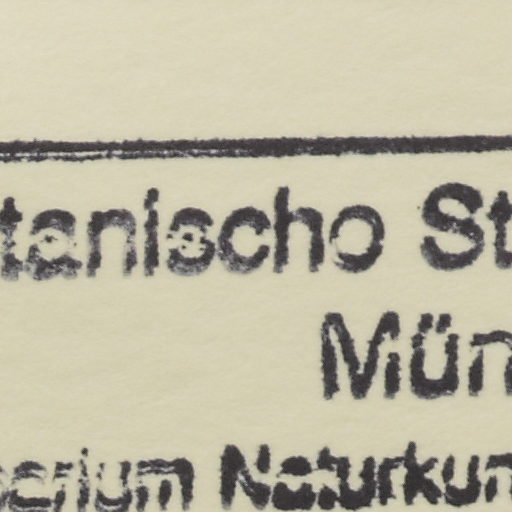 tanische St
Mün
erium Naturkun